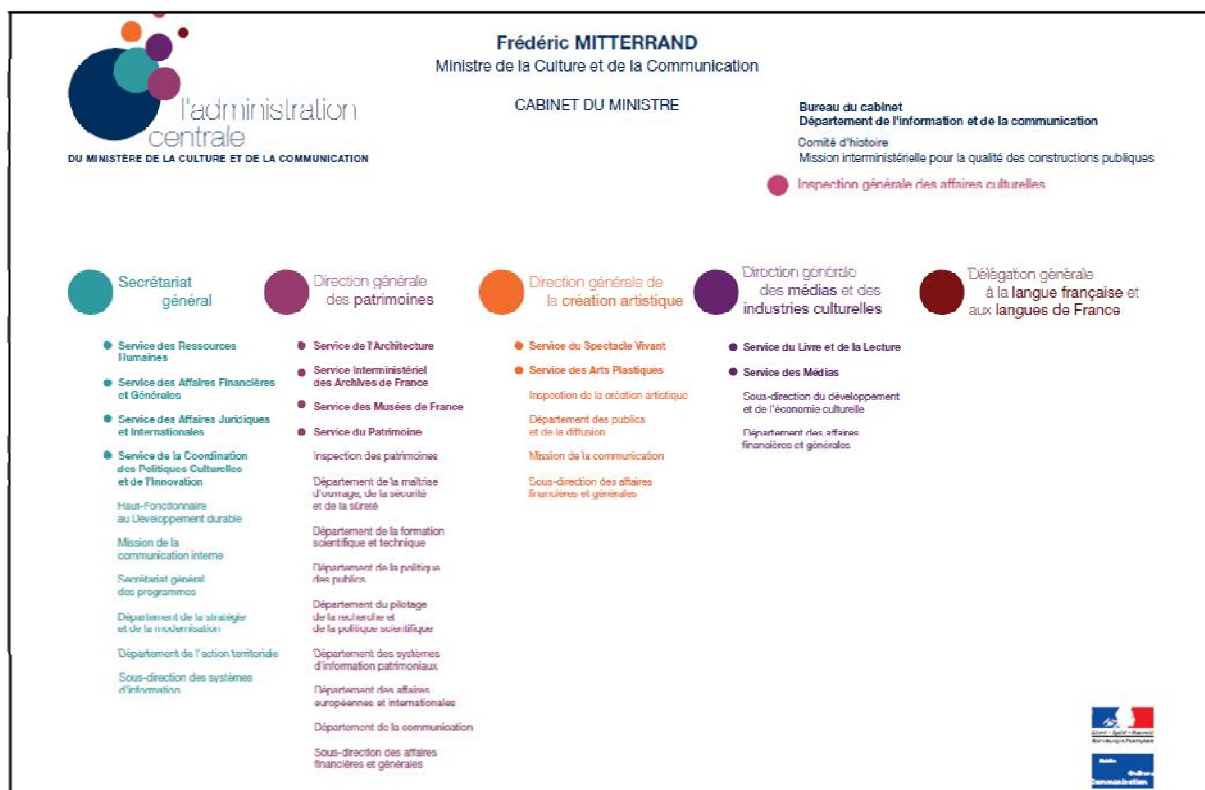 Frédéric MITTERRAND
Ministre de la Culture et de la Communication
CABINET DU MINISTRE
l'administration
centrale
DU MINISTÈRE DE LA CULTURE ET DE LA COMMUNICATION
Bureau du cabinet
Département de l'information et de la communication
Comité d'histoire
Mission interministérielle pour la qualité des constructions publiques
Inspection générale des affaires culturelles
Secrétariat
général
Service des Ressources
Humaines
Service des Affaires Financières
et Générales
Service des Affaires Juridiques
et Internationales
Service de la Coordination
des Politiques Culturelles
et de l'Innovation
Haut-Fonctionnaire
au Developpement durable
Mission de la
communication interne
Secrétariat général
des programmes
Département de la stratégie
et de la modernisation
Département de l'action territoriale
Sous-direction des systèmes
d'information
Direction générale
des patrimoines
Service de l'Architecture
Service Interministériel
des Archives de France
Service des Musées de France
Service du Patrimoine
Inspection des patrimoines
Département de la maîtrise
d'ouvrage, de la sécurité
et de la sûreté
Département de la formation
scientifique et technique
Département de la politique
des publics
Département du pilotage
de la recherche et
de la politique scientifique
Département des systèmes
d'information patrimoniaux
Département des affaires
européennes et internationales
Département de la communication
Sous-direction des affaires
financières et générales
Direction générale de
la création artistique
Service du Spectacle Vivant
Service des Arts Plastiques
Inspection de la création artistique
Département des publics
et de la diffusion
Mission de la communication
Sous-direction des affaires
financières et générales
Direction générale
des médias et des
industries culturelles
Service du Livre et de la Lecture
Service des Médias
Sous-direction du développement
et de l'économie culturelle
Département des affaires
financières et générales
Délégation générale
à la langue française et
aux langues de France
Liberté • Égalité • Fraternité
RÉPUBLIQUE FRANÇAISE
Culture
Communication